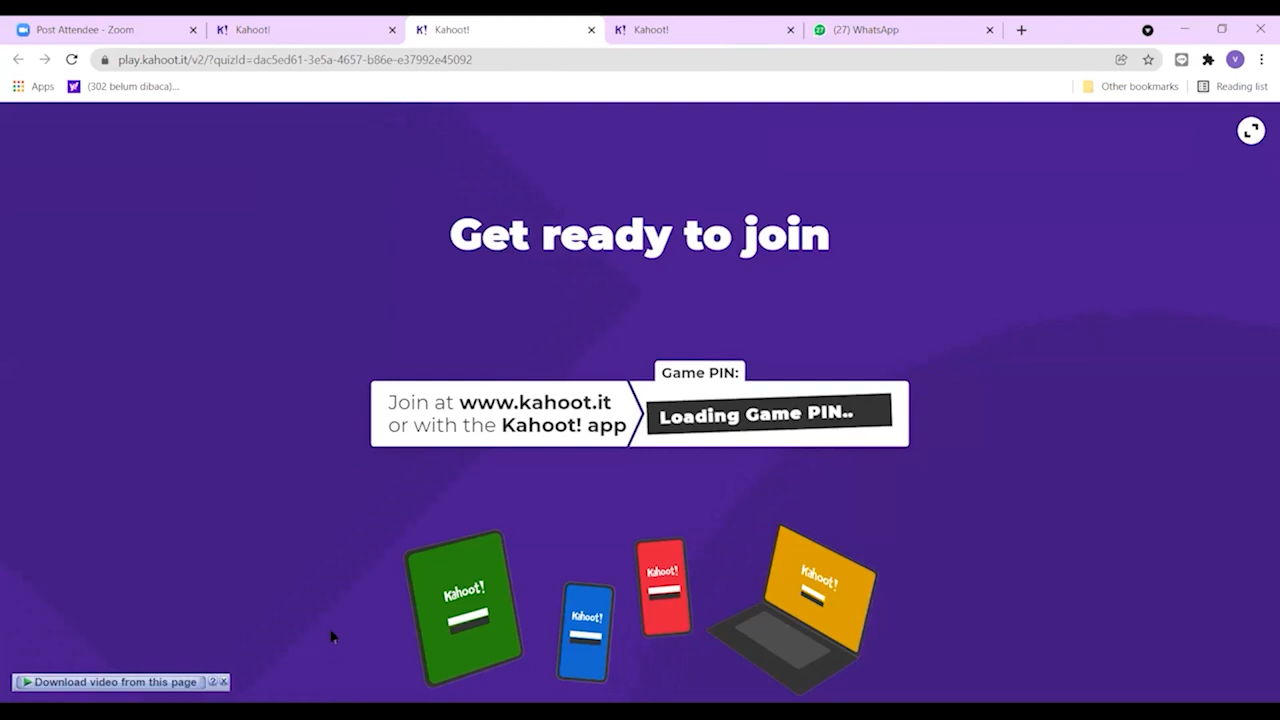 Post Attendee - Zoom
K! Kahoot!
K! Kahoot!
K! Kahoot!
27 (27) WhatsApp
play.kahoot.it/v2/?quizId=dac5ed61-3e5a-4657-b86e-e37992e45092
V
Apps
(302 belum dibaca)...
Other bookmarks
Reading list
Get ready to join
Game PIN:
Join at www.kahoot.it
or with the Kahoot! app
Loading Game PIN..
Kahoot!
Kahoot!
Kahoot!
Kahoot!
Download video from this page ? x